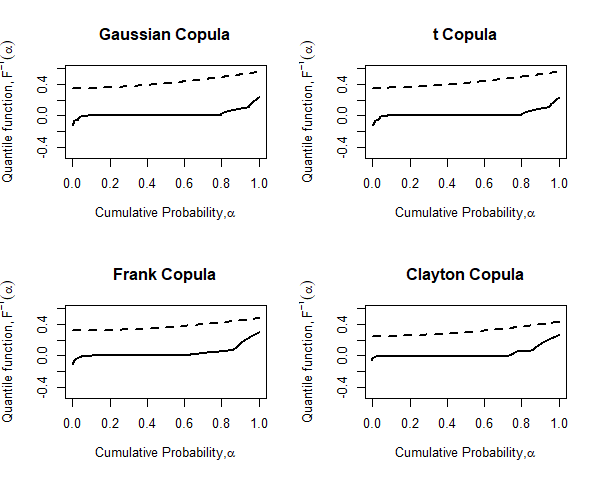 Gaussian Copula
Quantile function, F⁻¹(α)
0.4
0.0
-0.4
0.0 0.2 0.4 0.6 0.8 1.0
Cumulative Probability,α
t Copula
Quantile function, F⁻¹(α)
0.4
0.0
-0.4
0.0 0.2 0.4 0.6 0.8 1.0
Cumulative Probability,α
Frank Copula
Quantile function, F⁻¹(α)
0.4
0.0
-0.4
0.0 0.2 0.4 0.6 0.8 1.0
Cumulative Probability,α
Clayton Copula
Quantile function, F⁻¹(α)
0.4
0.0
-0.4
0.0 0.2 0.4 0.6 0.8 1.0
Cumulative Probability,α